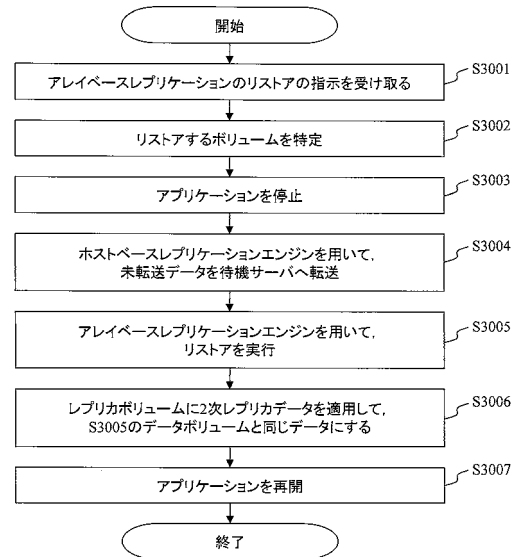 開始
アレイベースレプリケーションのリストアの指示を受け取る
S3001
リストアするボリュームを特定
S3002
アプリケーションを停止
S3003
ホストベースレプリケーションエンジンを用いて,
未転送データを待機サーバへ転送
S3004
アレイベースレプリケーションエンジンを用いて,
リストアを実行
S3005
レプリカボリュームに2次レプリカデータを適用して,
S3005のデータボリュームと同じデータにする
S3006
アプリケーションを再開
S3007
終了